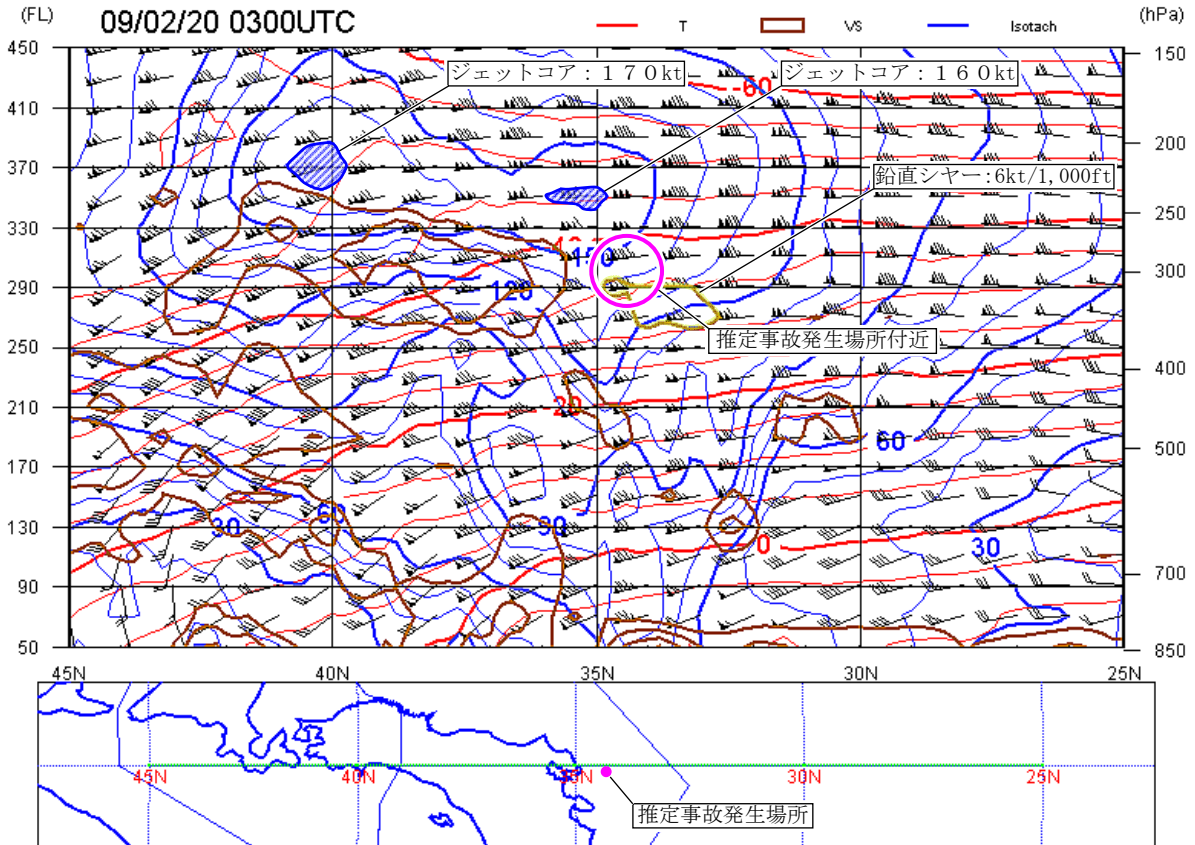 (FL) 09/02/20 0300UTC T VS Isotach (hPa)
450 150
ジェットコア：１７０kt ジェットコア：１６０kt
-60
410
370 200
鉛直シヤー:6kt/1,000ft
330 250
150
290 120 300
推定事故発生場所付近
250
400
210 20
60
170 500
130 30 60 90 0 30
90 700
50 850
45N 40N 35N 30N 25N
45N 40N 35N 30N 25N
推定事故発生場所